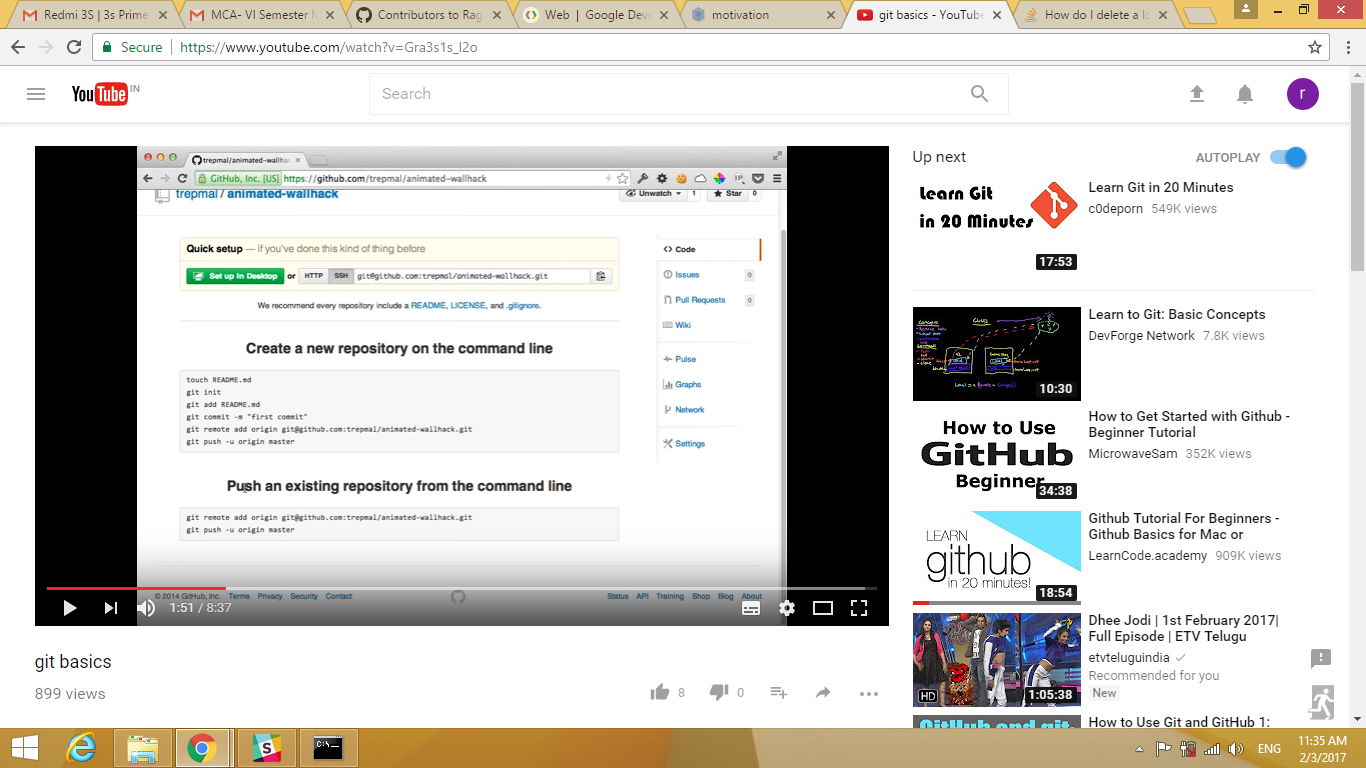 Redmi 3S | 3s Prime
MCA- VI Semester M
Contributors to Rag
Web | Google Dev
motivation
git basics - YouTube
How do I delete a lo
Secure
https://www.youtube.com/watch?v=Gra3s1s_I2o
YouTube IN
Search
r
trepmal/animated-wallhac
GitHub, Inc. [US] https://github.com/trepmal/animated-wallhack
trepmal / animated-wallhack
Unwatch 1 Star 0
Quick setup — if you've done this kind of thing before
Set up in Desktop or HTTP SSH git@github.com:trepmal/animated-wallhack.git
We recommend every repository include a README, LICENSE, and .gitignore.
Create a new repository on the command line
touch README.md
git init
git add README.md
git commit -m "first commit"
git remote add origin git@github.com:trepmal/animated-wallhack.git
git push -u origin master
Push an existing repository from the command line
git remote add origin git@github.com:trepmal/animated-wallhack.git
git push -u origin master
Code
Issues 0
Pull Requests 0
Wiki
Pulse
Graphs
Network
Settings
© 2014 GitHub, Inc. Terms Privacy Security Contact
Status API Training Shop Blog About
1:51 / 8:37
git basics
899 views
8
0
Up next
AUTOPLAY
Learn Git
in 20 Minutes
17:53
Learn Git in 20 Minutes
c0deporn 549K views
10:30
Learn to Git: Basic Concepts
DevForge Network 7.8K views
How to Use
GitHub
Beginner
34:38
How to Get Started with Github -
Beginner Tutorial
MicrowaveSam 352K views
LEARN
github
in 20 minutes!
18:54
Github Tutorial For Beginners -
Github Basics for Mac or
LearnCode.academy 909K views
HD
1:05:38
Dhee Jodi | 1st February 2017|
Full Episode | ETV Telugu
etvteluguindia
Recommended for you
New
GitHub and git
How to Use Git and GitHub 1:
ENG
11:35 AM
2/3/2017